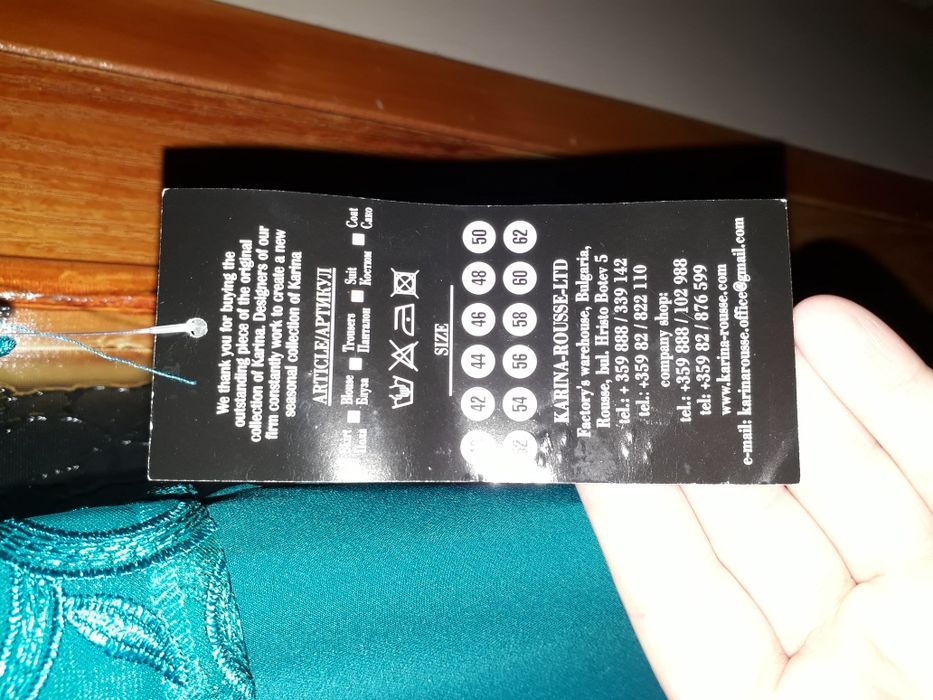 We thank you for buying the
outstanding piece of the original
collection of Karina. Designers of our
firm constantly work to create a new
seasonal collection of Karina
ARTICLE/АРТИКУЛ
Blouse Trousers Suit Coat
Блуза Панталон Костюм Сако
SIZE
42 44 46 48 50
54 56 58 60 62
KARINA-ROUSSE-LTD
Factory's warehouse, Bulgaria,
Rousse, bul. Hristo Botev 5
tel.: + 359 888 / 339 142
tel.: +359 82 / 822 110
company shop:
tel.: +359 888 / 102 988
tel: +359 82 / 876 599
www.karina-rousse.com
e-mail: karinarousse.office@gmail.com